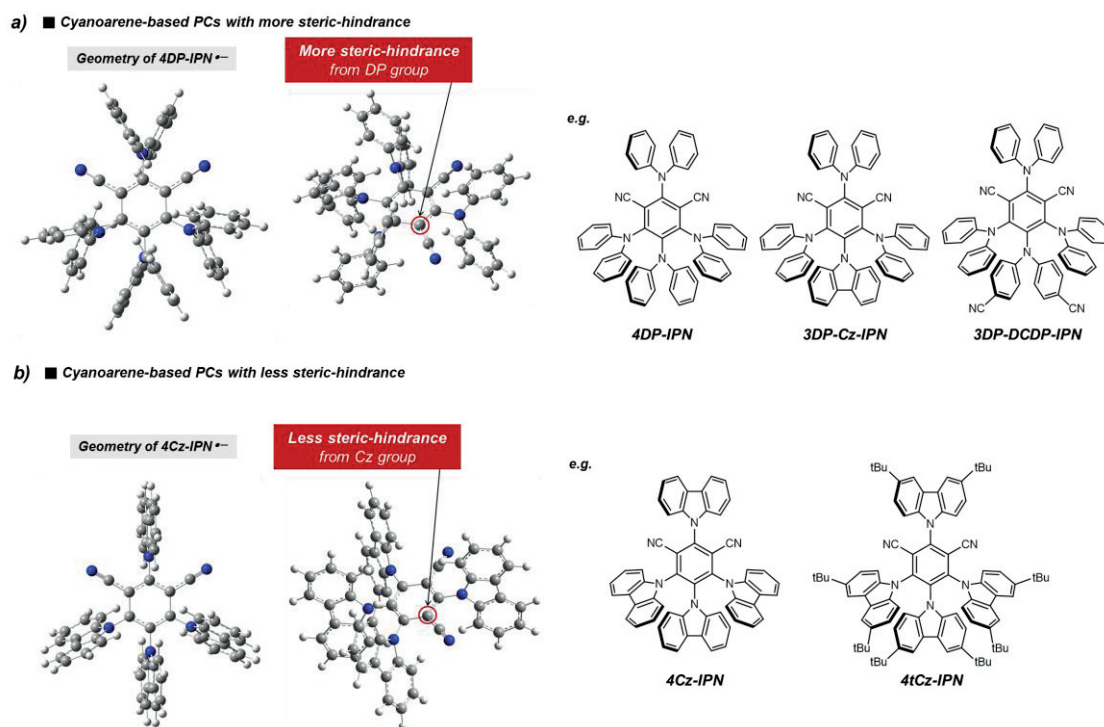 a) ■ Cyanoarene-based PCs with more steric-hindrance
Geometry of 4DP-IPN•–
More steric-hindrance
from DP group
e.g.
N
NC
CN
N
N
N
4DP-IPN
N
NC
CN
N
N
N
3DP-Cz-IPN
N
NC
CN
N
N
N
NC
CN
3DP-DCDP-IPN
b) ■ Cyanoarene-based PCs with less steric-hindrance
Geometry of 4Cz-IPN•–
Less steric-hindrance
from Cz group
e.g.
N
NC
CN
N
N
N
4Cz-IPN
tBu
tBu
N
NC
CN
tBu
N
N
tBu
N
tBu
tBu
tBu
tBu
4tCz-IPN